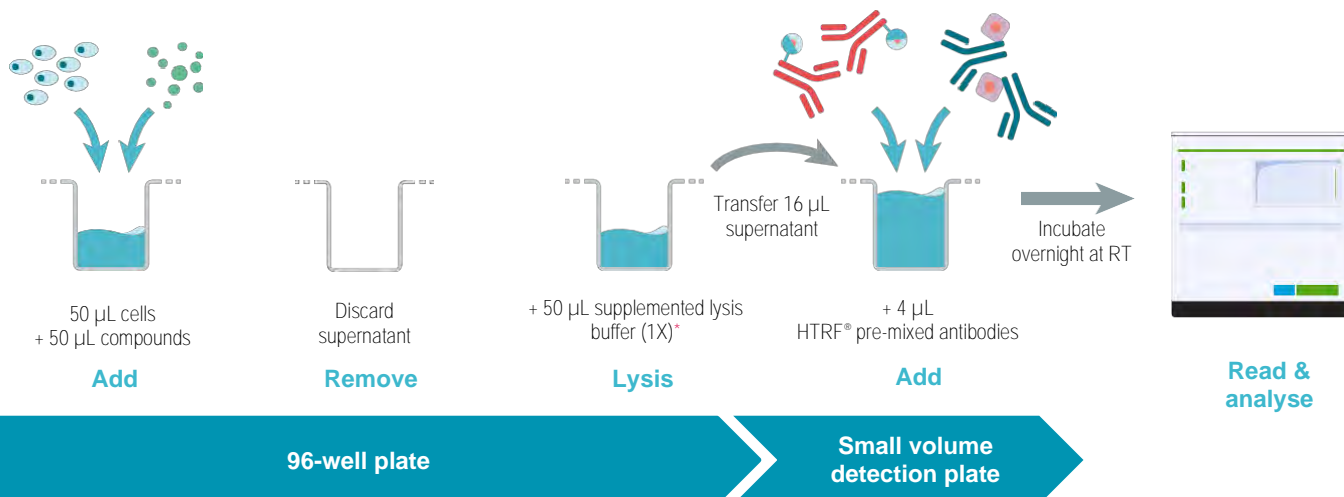 Transfer 16 µL
supernatant
Incubate
overnight at RT
50 µL cells
+ 50 µL compounds
Discard
supernatant
+ 50 µL supplemented lysis
buffer (1X)*
+ 4 µL
HTRF® pre-mixed antibodies
Add
Remove
Lysis
Add
Read &
analyse
96-well plate
Small volume
detection plate